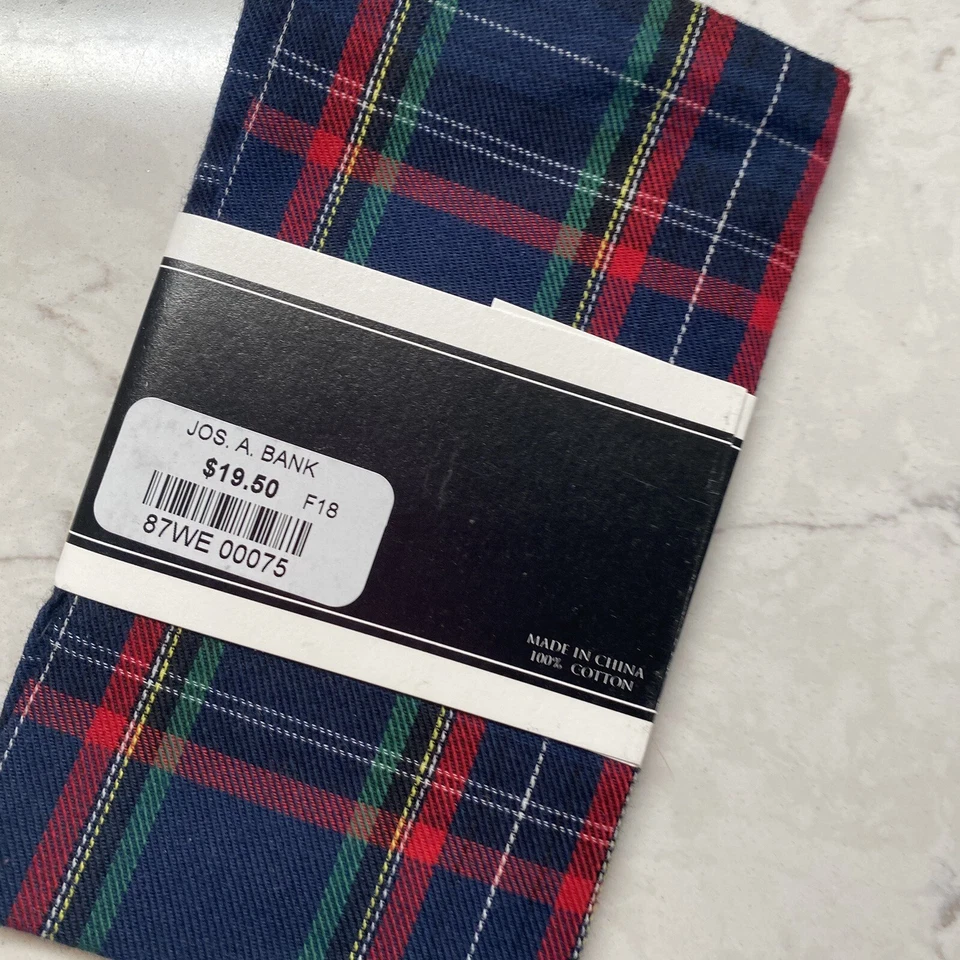 JOS. A. BANK
$19.50 F18
87WE 00075
MADE IN CHINA
100% COTTON